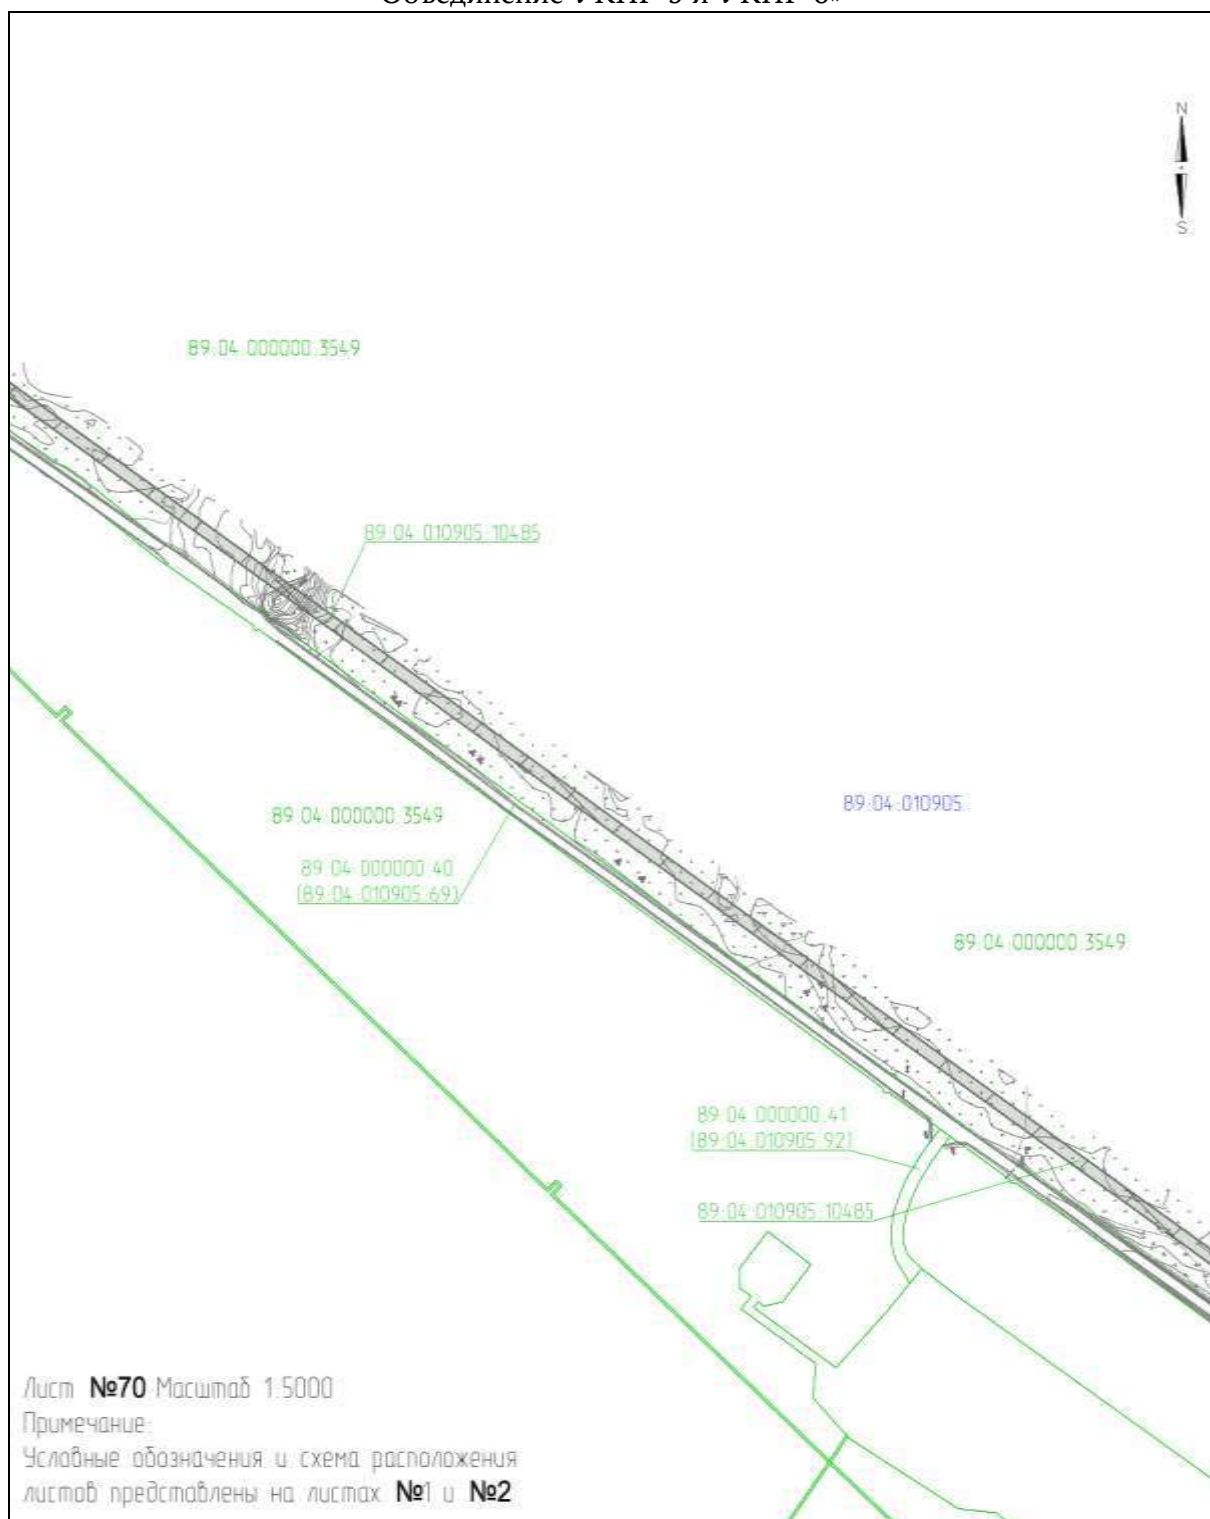 N
S
89:04:000000:3549
89:04:010905:10485
89:04:000000:3549
89:04:010905
89:04:000000:40
(89:04:010905:69)
89:04:000000:3549
89:04:000000:41
(89:04:010905:92)
89:04:010905:10485
Лист №70 Масштаб 1:5000
Примечание:
Условные обозначения и схема расположения
листов представлены на листах №1 и №2